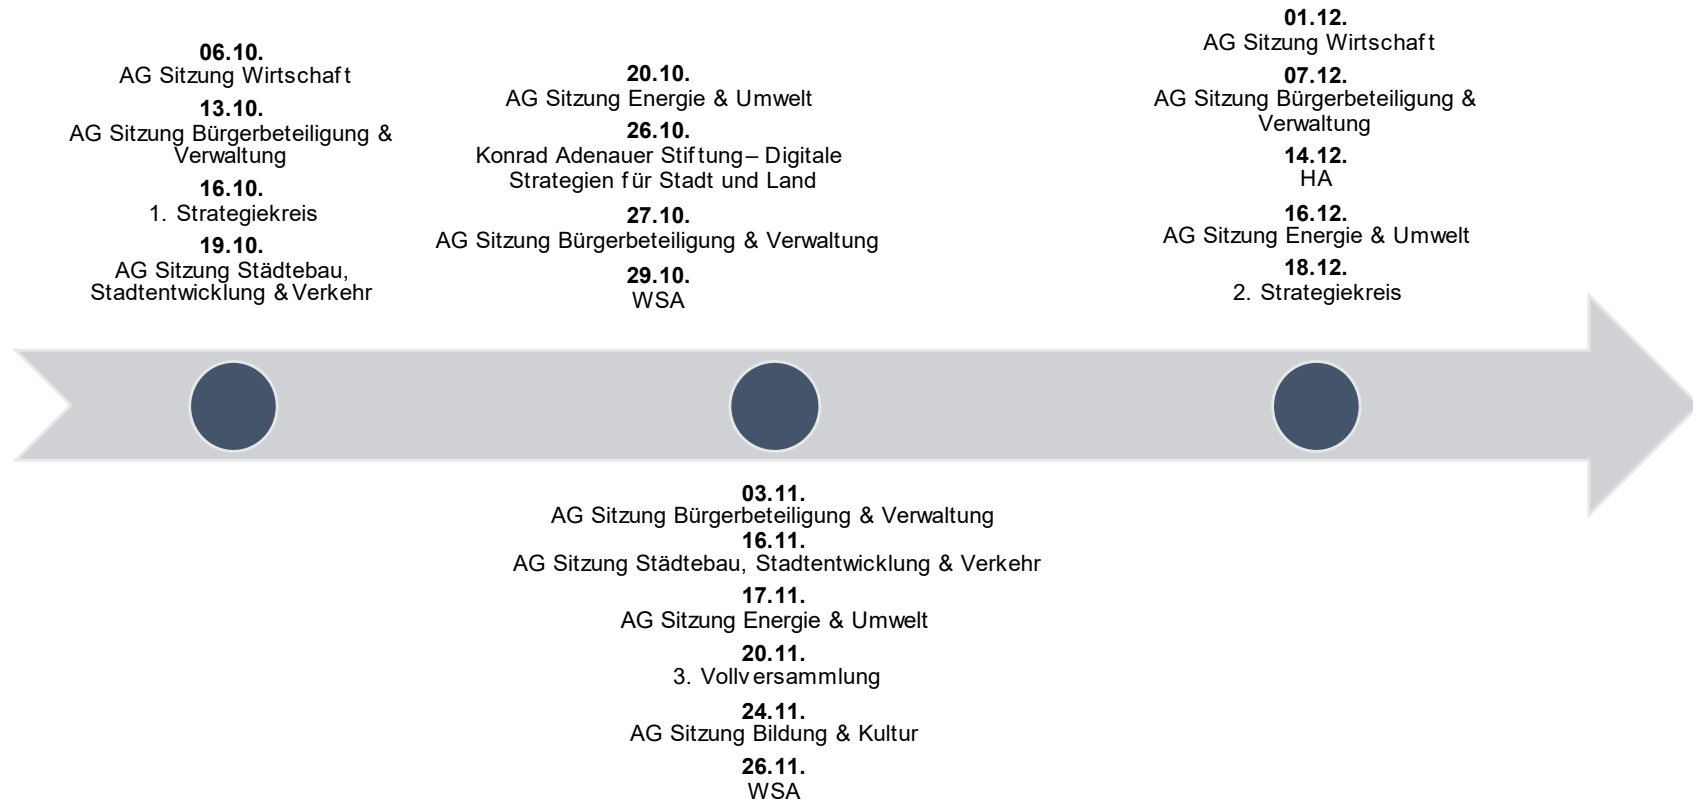 06.10.
AG Sitzung Wirtschaft
13.10.
AG Sitzung Bürgerbeteiligung &
Verwaltung
16.10.
1. Strategiekreis
19.10.
AG Sitzung Städtebau,
Stadtentwicklung & Verkehr
20.10.
AG Sitzung Energie & Umwelt
26.10.
Konrad Adenauer Stiftung – Digitale
Strategien für Stadt und Land
27.10.
AG Sitzung Bürgerbeteiligung & Verwaltung
29.10.
WSA
03.11.
AG Sitzung Bürgerbeteiligung & Verwaltung
16.11.
AG Sitzung Städtebau, Stadtentwicklung & Verkehr
17.11.
AG Sitzung Energie & Umwelt
20.11.
3. Vollversammlung
24.11.
AG Sitzung Bildung & Kultur
26.11.
WSA
01.12.
AG Sitzung Wirtschaft
07.12.
AG Sitzung Bürgerbeteiligung &
Verwaltung
14.12.
HA
16.12.
AG Sitzung Energie & Umwelt
18.12.
2. Strategiekreis